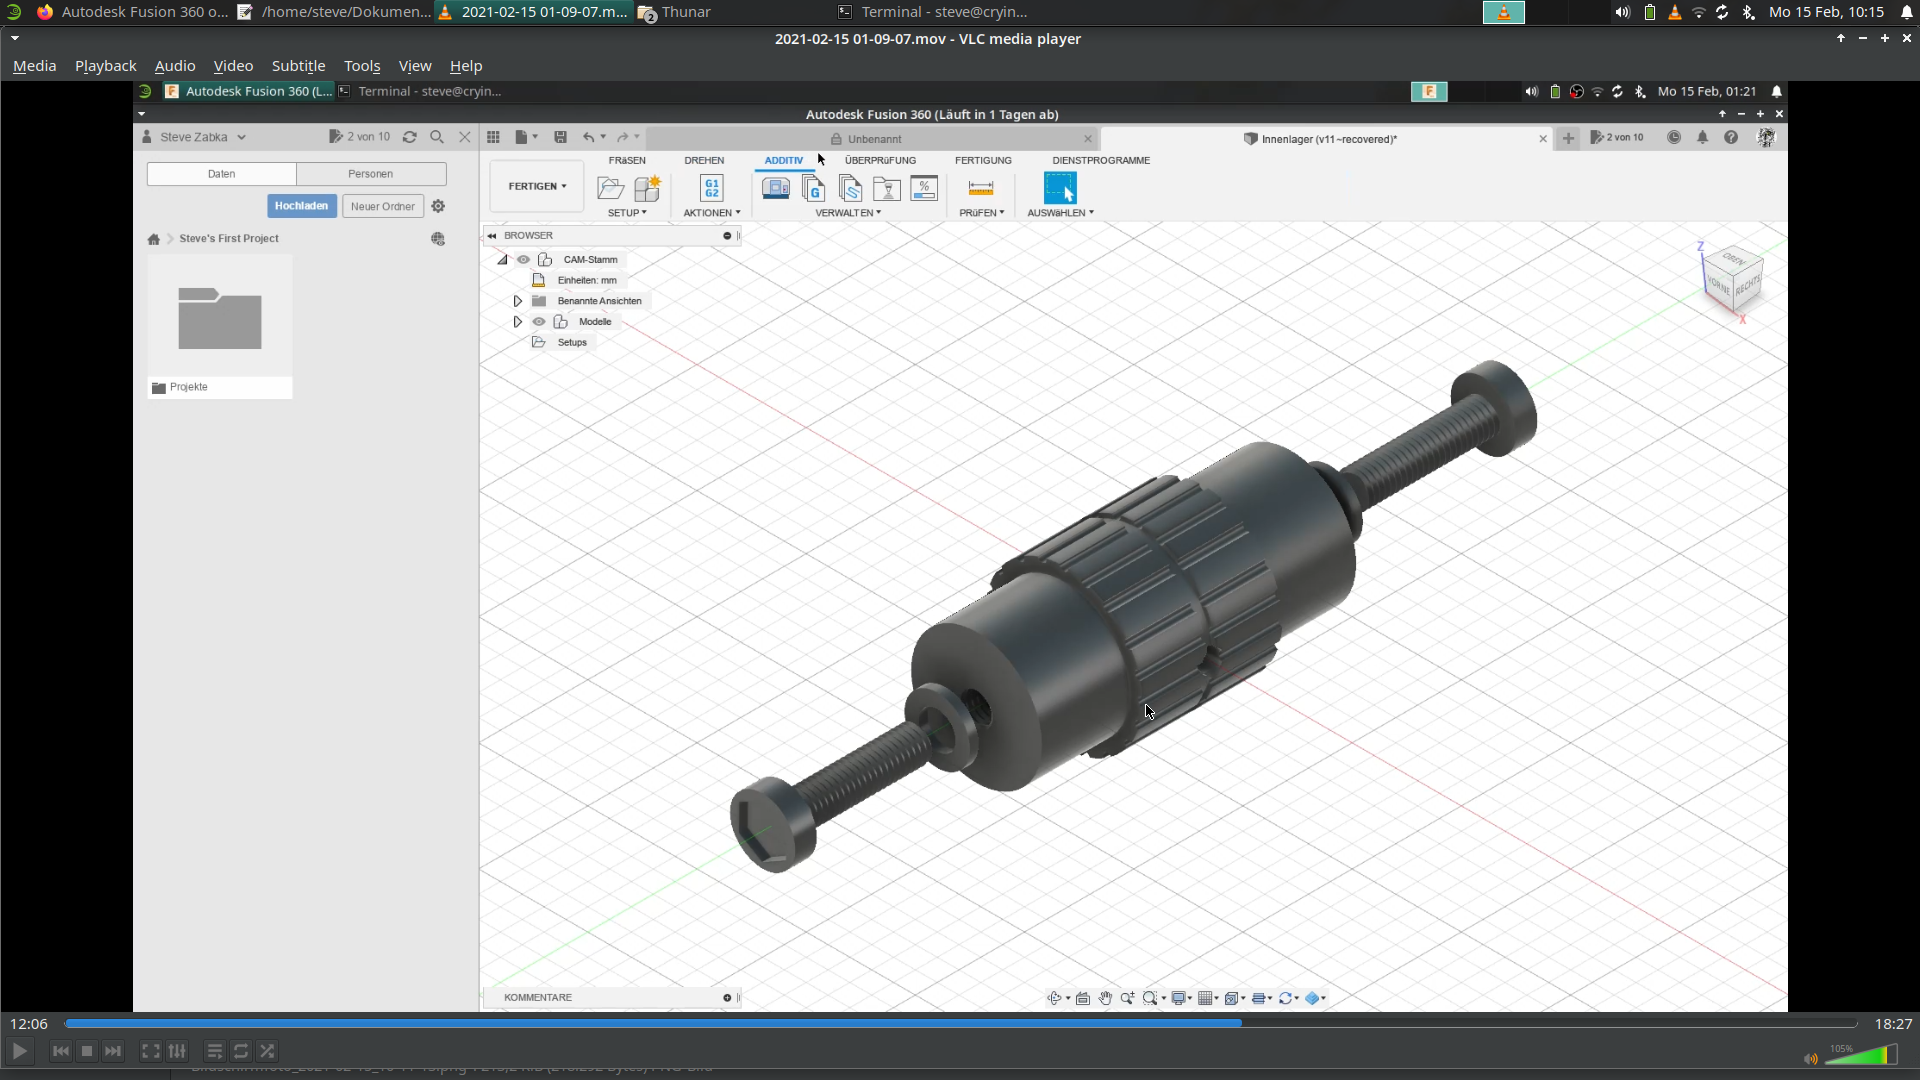 Autodesk Fusion 360 o...
/home/steve/Dokumen...
2021-02-15 01-09-07.m...
2
Thunar
Terminal - steve@cryin...
Mo 15 Feb, 10:15
2021-02-15 01-09-07.mov - VLC media player
Media Playback Audio Video Subtitle Tools View Help
Autodesk Fusion 360 (L...
Terminal - steve@cryin...
Mo 15 Feb, 01:21
Autodesk Fusion 360 (Läuft in 1 Tagen ab)
Steve Zabka
2 von 10
Unbenannt
Innenlager (v11~recovered)*
2 von 10
Daten
Personen
Hochladen
Neuer Ordner
Steve's First Project
Projekte
FERTIGEN
FRäSEN DREHEN ADDITIV ÜBERPRüFUNG FERTIGUNG DIENSTPROGRAMME
G1
G2
G
%
SETUP AKTIONEN VERWALTEN PRüFEN AUSWäHLEN
BROWSER
CAM-Stamm
Einheiten: mm
Benannte Ansichten
Modelle
Setups
Z
OBEN
VORNE
RECHTS
X
KOMMENTARE
12:06
18:27
105%